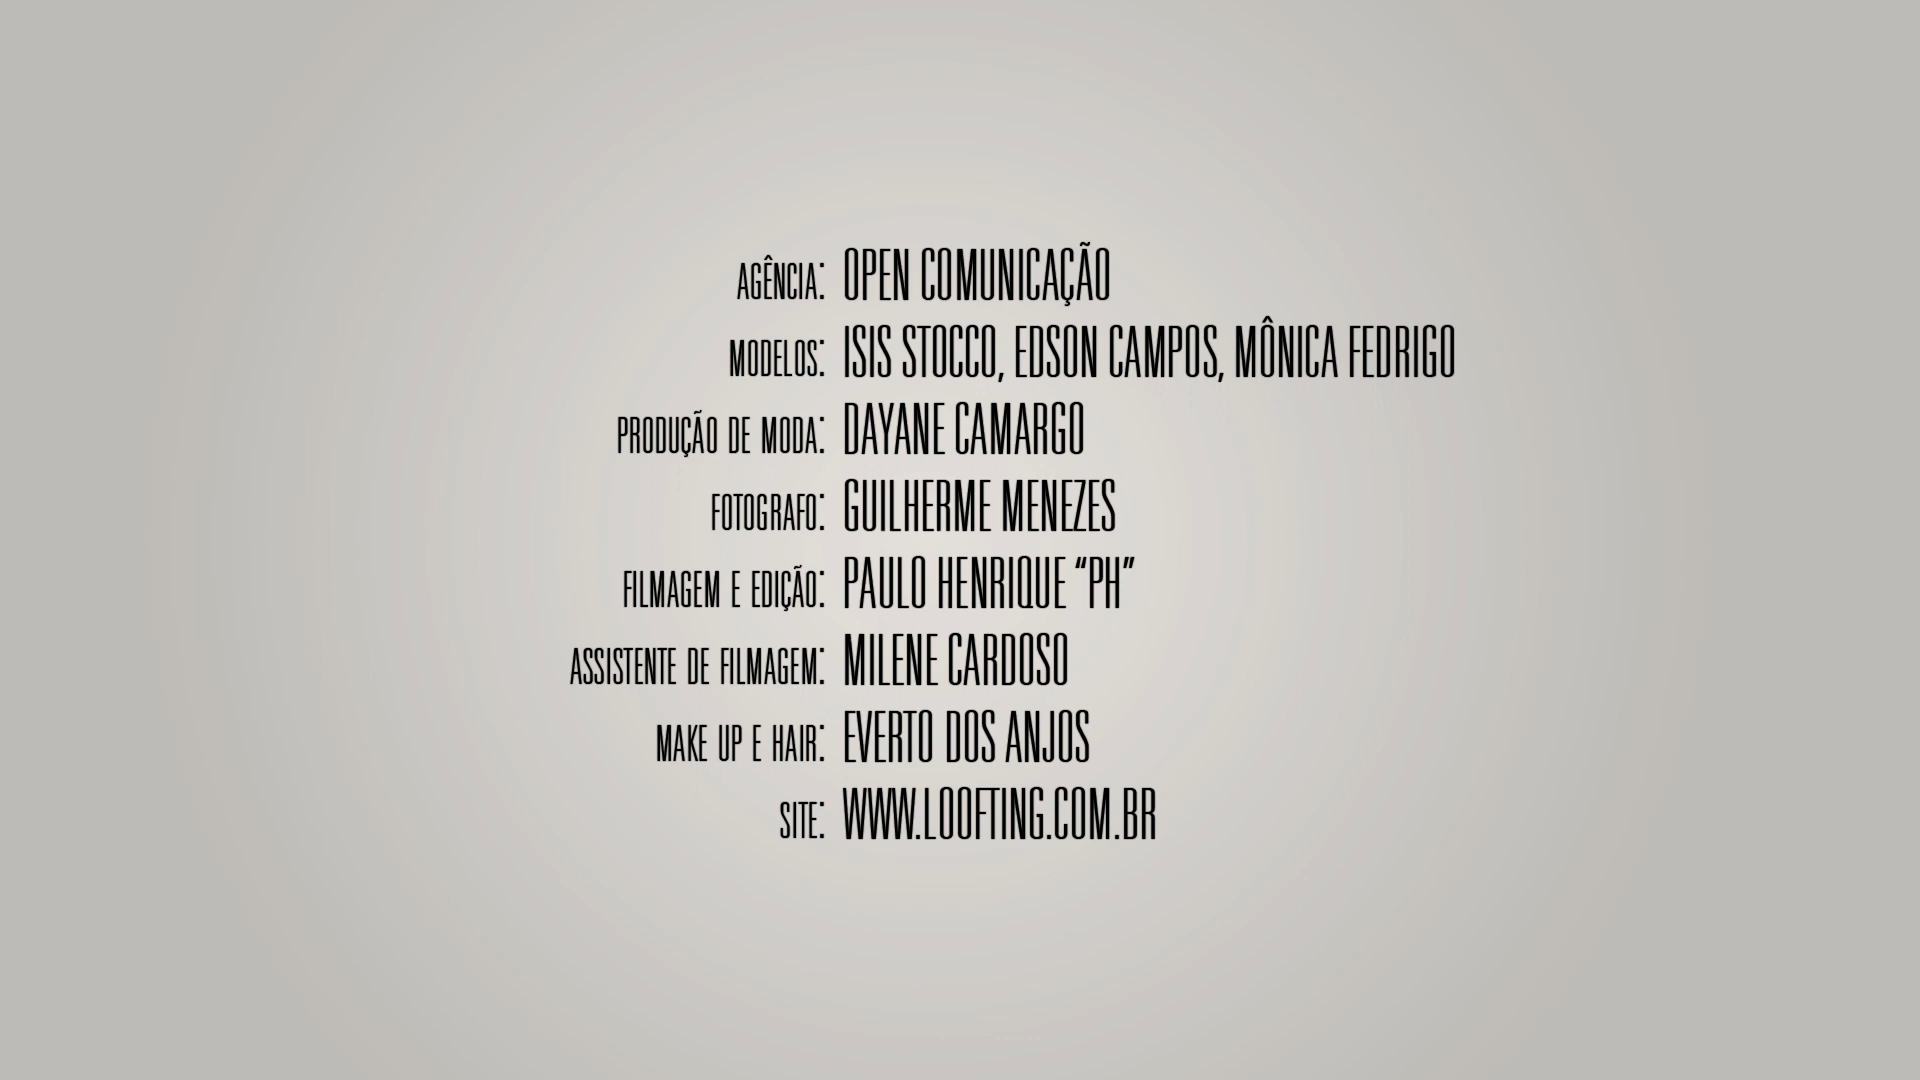 AGÊNCIA: OPEN COMUNICAÇÃO
MODELOS: ISIS STOCCO, EDSON CAMPOS, MÔNICA FEDRIGO
PRODUÇÃO DE MODA: DAYANE CAMARGO
FOTOGRAFO: GUILHERME MENEZES
FILMAGEM E EDIÇÃO: PAULO HENRIQUE “PH”
ASSISTENTE DE FILMAGEM: MILENE CARDOSO
MAKE UP E HAIR: EVERTO DOS ANJOS
SITE: WWW.LOOFTING.COM.BR